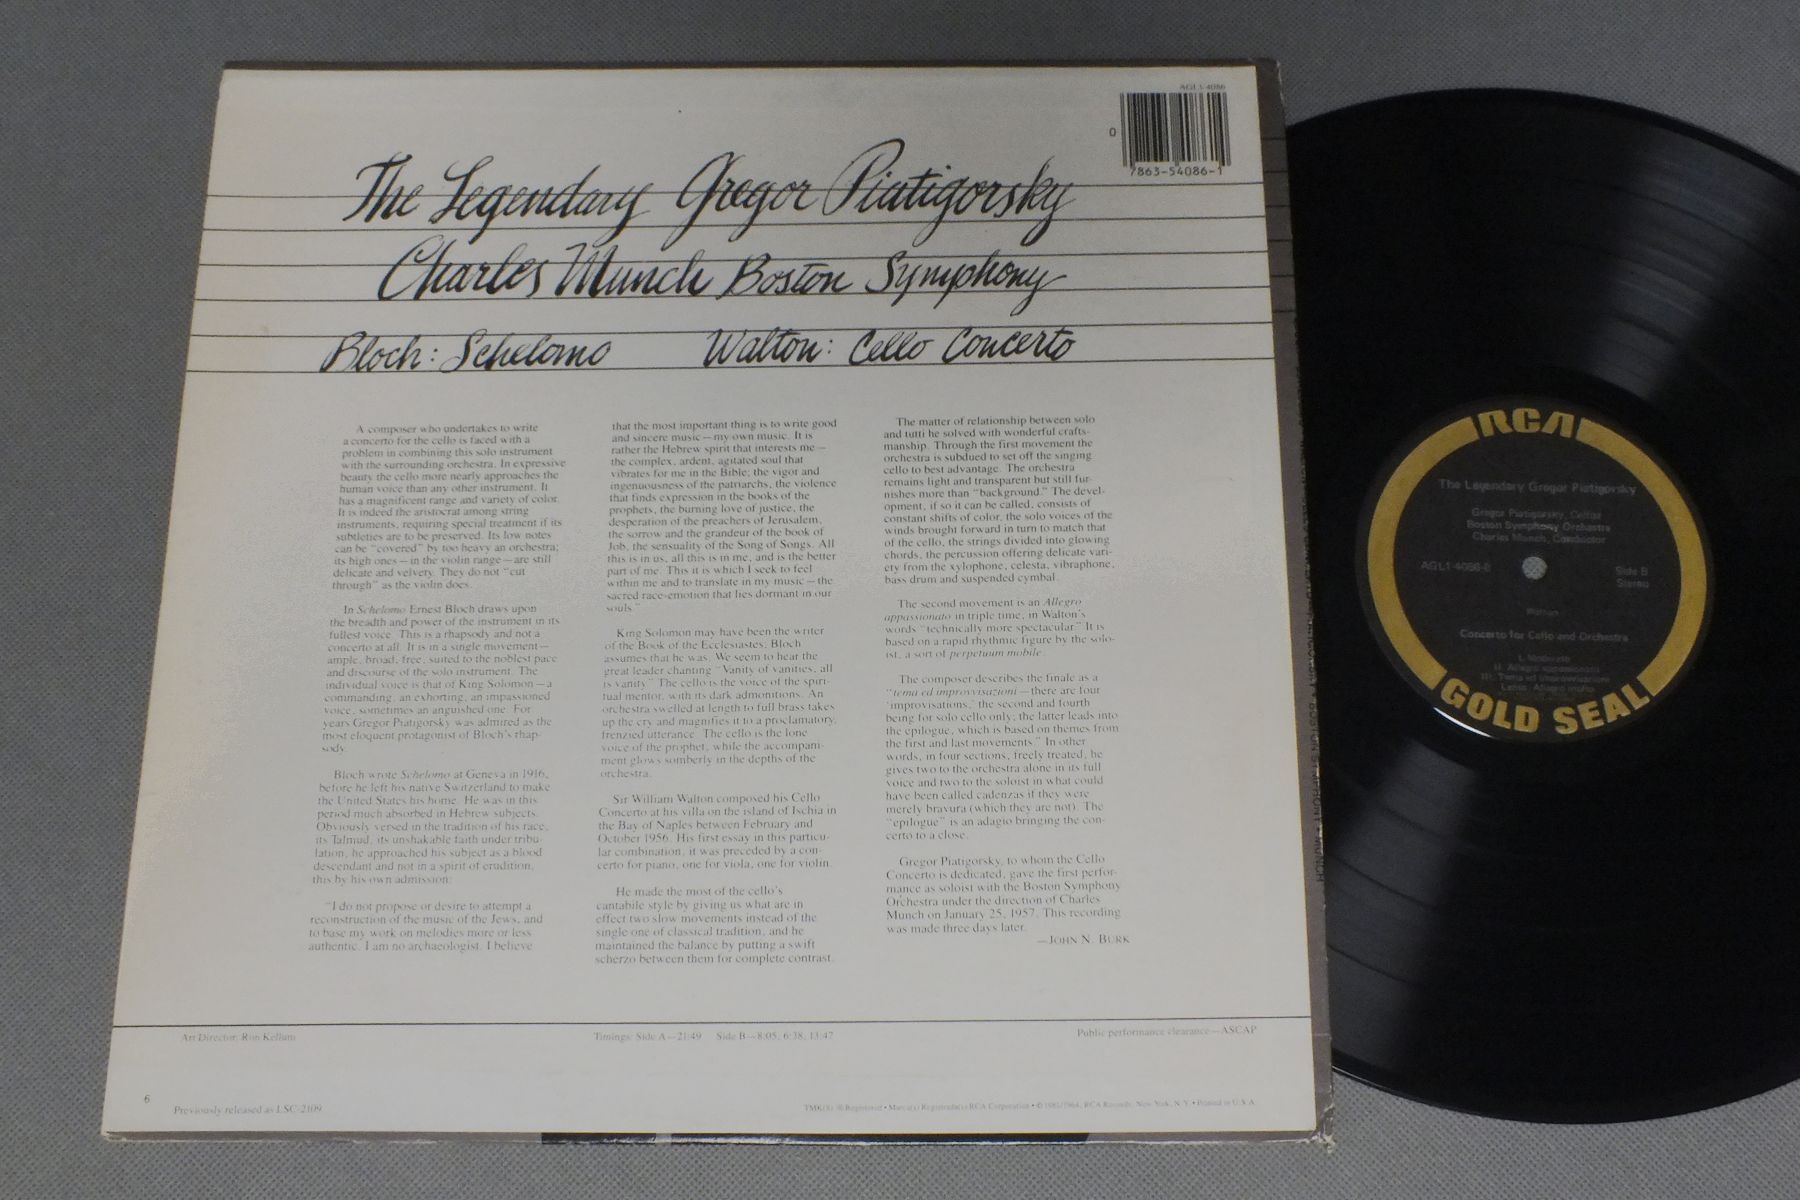 AGL1-4086
0
7863-54086-1
The Legendary Gregor Piatigorsky
Charles Munch Boston Symphony
Bloch: Schelomo Walton: Cello Concerto
A composer who undertakes to write
a concerto for the cello is faced with a
problem in combining this solo instrument
with the surrounding orchestra. In expressive
beauty the cello more nearly approaches the
human voice than any other instrument. It
has a magnificent range and variety of color.
It is indeed the aristocrat among string
instruments, requiring special treatment if its
subtleties are to be preserved. Its low notes
can be "covered" by too heavy an orchestra;
its high ones—in the violin range—are still
delicate and velvety. They do not "cut
through" as the violin does.
In Schelomo Ernest Bloch draws upon
the breadth and power of the instrument in its
fullest voice. This is a rhapsody and not a
concerto at all. It is in a single movement—
ample, broad, free, suited to the noblest pace
and discourse of the solo instrument. The
individual voice is that of King Solomon—a
commanding, an exhorting, an impassioned
voice, sometimes an anguished one. For
years Gregor Piatigorsky was admired as the
most eloquent protagonist of Bloch's rhap-
sody.
Bloch wrote Schelomo at Geneva in 1916,
before he left his native Switzerland to make
the United States his home. He was in this
period much absorbed in Hebrew subjects.
Obviously versed in the tradition of his race,
its Talmud, its unshakable faith under tribu-
lation, he approached his subject as a blood
descendant and not in a spirit of erudition,
this by his own admission:
"I do not propose or desire to attempt a
reconstruction of the music of the Jews, and
to base my work on melodies more or less
authentic. I am no archaeologist. I believe
that the most important thing is to write good
and sincere music—my own music. It is
rather the Hebrew spirit that interests me—
the complex, ardent, agitated soul that
vibrates for me in the Bible; the vigor and
ingenuousness of the patriarchs, the violence
that finds expression in the books of the
prophets, the burning love of justice, the
desperation of the preachers of Jerusalem,
the sorrow and the grandeur of the book of
Job, the sensuality of the Song of Songs. All
this is in us, all this is in me, and is the better
part of me. This it is which I seek to feel
within me and to translate in my music—the
sacred race-emotion that lies dormant in our
souls."
King Solomon may have been the writer
of the Book of the Ecclesiastes; Bloch
assumes that he was. We seem to hear the
great leader chanting "Vanity of vanities, all
is vanity." The cello is the voice of the spiri-
tual mentor, with its dark admonitions. An
orchestra swelled at length to full brass takes
up the cry and magnifies it to a proclamatory,
frenzied utterance. The cello is the lone
voice of the prophet, while the accompani-
ment glows somberly in the depths of the
orchestra.
Sir William Walton composed his Cello
Concerto at his villa on the island of Ischia in
the Bay of Naples between February and
October 1956. His first essay in this particu-
lar combination, it was preceded by a con-
certo for piano, one for viola, one for violin.
He made the most of the cello's
cantabile style by giving us what are in
effect two slow movements instead of the
single one of classical tradition, and he
maintained the balance by putting a swift
scherzo between them for complete contrast.
The matter of relationship between solo
and tutti he solved with wonderful crafts-
manship. Through the first movement the
orchestra is subdued to set off the singing
cello to best advantage. The orchestra
remains light and transparent but still fur-
nishes more than "background." The devel-
opment, if so it can be called, consists of
constant shifts of color, the solo voices of the
winds brought forward in turn to match that
of the cello, the strings divided into glowing
chords, the percussion offering delicate vari-
ety from the xylophone, celesta, vibraphone,
bass drum and suspended cymbal.
The second movement is an Allegro
appassionato in triple time, in Walton's
words "technically more spectacular." It is
based on a rapid rhythmic figure by the solo-
ist, a sort of perpetuum mobile.
The composer describes the finale as a
"tema ed improvvisazioni—there are four
'improvisations,' the second and fourth
being for solo cello only; the latter leads into
the epilogue, which is based on themes from
the first and last movements." In other
words, in four sections, freely treated, he
gives two to the orchestra alone in its full
voice and two to the soloist in what could
have been called cadenzas if they were
merely bravura (which they are not). The
"epilogue" is an adagio bringing the con-
certo to a close.
Gregor Piatigorsky, to whom the Cello
Concerto is dedicated, gave the first perfor-
mance as soloist with the Boston Symphony
Orchestra under the direction of Charles
Munch on January 25, 1957. This recording
was made three days later.
—John N. Burk
Art Director: Ron Kellum
Timings: Side A—21:49 Side B—8:05, 6:38, 13:47
Public performance clearance—ASCAP
6
Previously released as LSC-2109
TMK(s) ® Registered • Marca(s) Registrada(s) RCA Corporation • © 1981/1964, RCA Records, New York, N.Y. • Printed in U.S.A.
RCA
The Legendary Gregor Piatigorsky
Gregor Piatigorsky, Cellist
Boston Symphony Orchestra
Charles Munch, Conductor
AGL1-4086-B
Side B
Stereo
Walton
Concerto for Cello and Orchestra
I. Moderato
II. Allegro appassionato
III. Tema ed improvvisazioni
GOLD SEAL